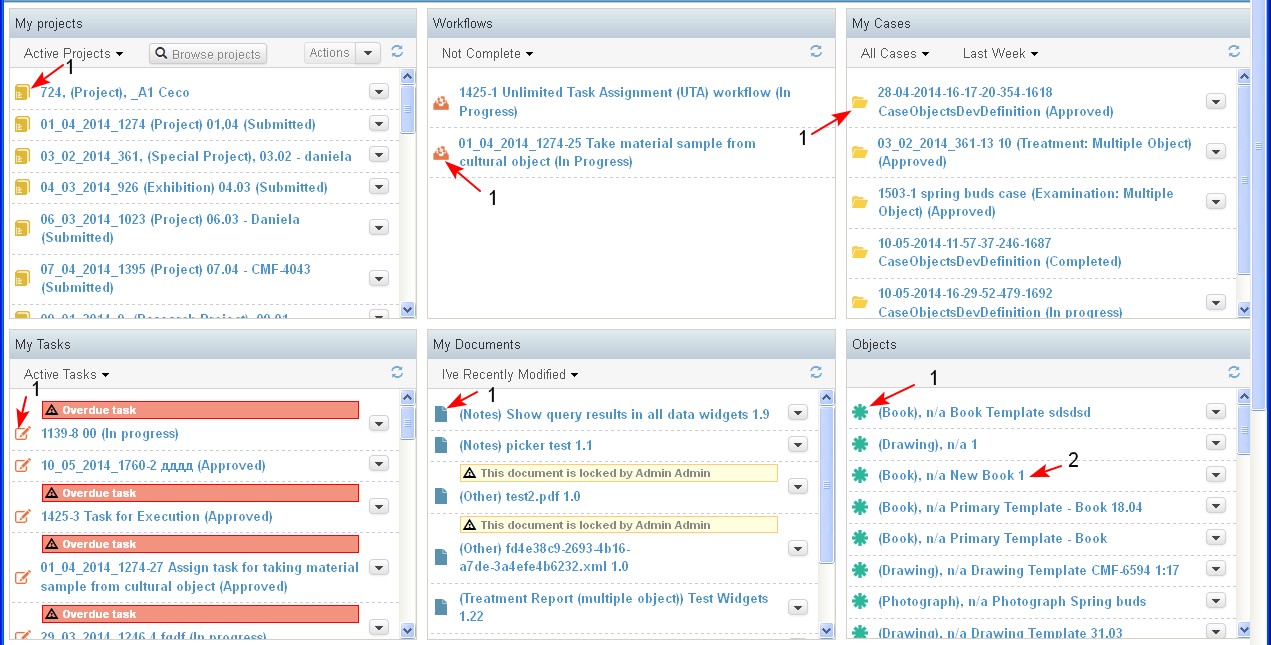 My projects
Active Projects
Browse projects
Actions
1
724, (Project), _A1 Ceco
01_04_2014_1274 (Project) 01,04 (Submitted)
03_02_2014_361, (Special Project), 03.02 - daniela
04_03_2014_926 (Exhibition) 04.03 (Submitted)
06_03_2014_1023 (Project) 06.03 - Daniela
(Submitted)
07_04_2014_1395 (Project) 07.04 - CMF-4043
(Submitted)
Workflows
Not Complete
1425-1 Unlimited Task Assignment (UTA) workflow (In
Progress)
01_04_2014_1274-25 Take material sample from
cultural object (In Progress)
1
My Cases
All Cases
Last Week
1
28-04-2014-16-17-20-354-1618
CaseObjectsDevDefinition (Approved)
03_02_2014_361-13 10 (Treatment: Multiple Object)
(Approved)
1503-1 spring buds case (Examination: Multiple
Object) (Approved)
10-05-2014-11-57-37-246-1687
CaseObjectsDevDefinition (Completed)
10-05-2014-16-29-52-479-1692
CaseObjectsDevDefinition (In progress)
My Tasks
Active Tasks
1
Overdue task
1139-8 00 (In progress)
10_05_2014_1760-2 дддд (Approved)
Overdue task
1425-3 Task for Execution (Approved)
Overdue task
01_04_2014_1274-27 Assign task for taking material
sample from cultural object (Approved)
Overdue task
29_03_2014_1246-4 fgdf (In progress)
My Documents
I've Recently Modified
1
(Notes) Show query results in all data widgets 1.9
(Notes) picker test 1.1
This document is locked by Admin Admin
(Other) test2.pdf 1.0
This document is locked by Admin Admin
(Other) fd4e38c9-2693-4b16-
a7de-3a4efe4b6232.xml 1.0
(Treatment Report (multiple object)) Test Widgets
1.22
Objects
1
(Book), n/a Book Template sdsdsd
(Drawing), n/a 1
(Book), n/a New Book 1
2
(Book), n/a Primary Template - Book 18.04
(Book), n/a Primary Template - Book
(Drawing), n/a Drawing Template CMF-6594 1:17
(Photograph), n/a Photograph Spring buds
(Drawing), n/a Drawing Template 31.03